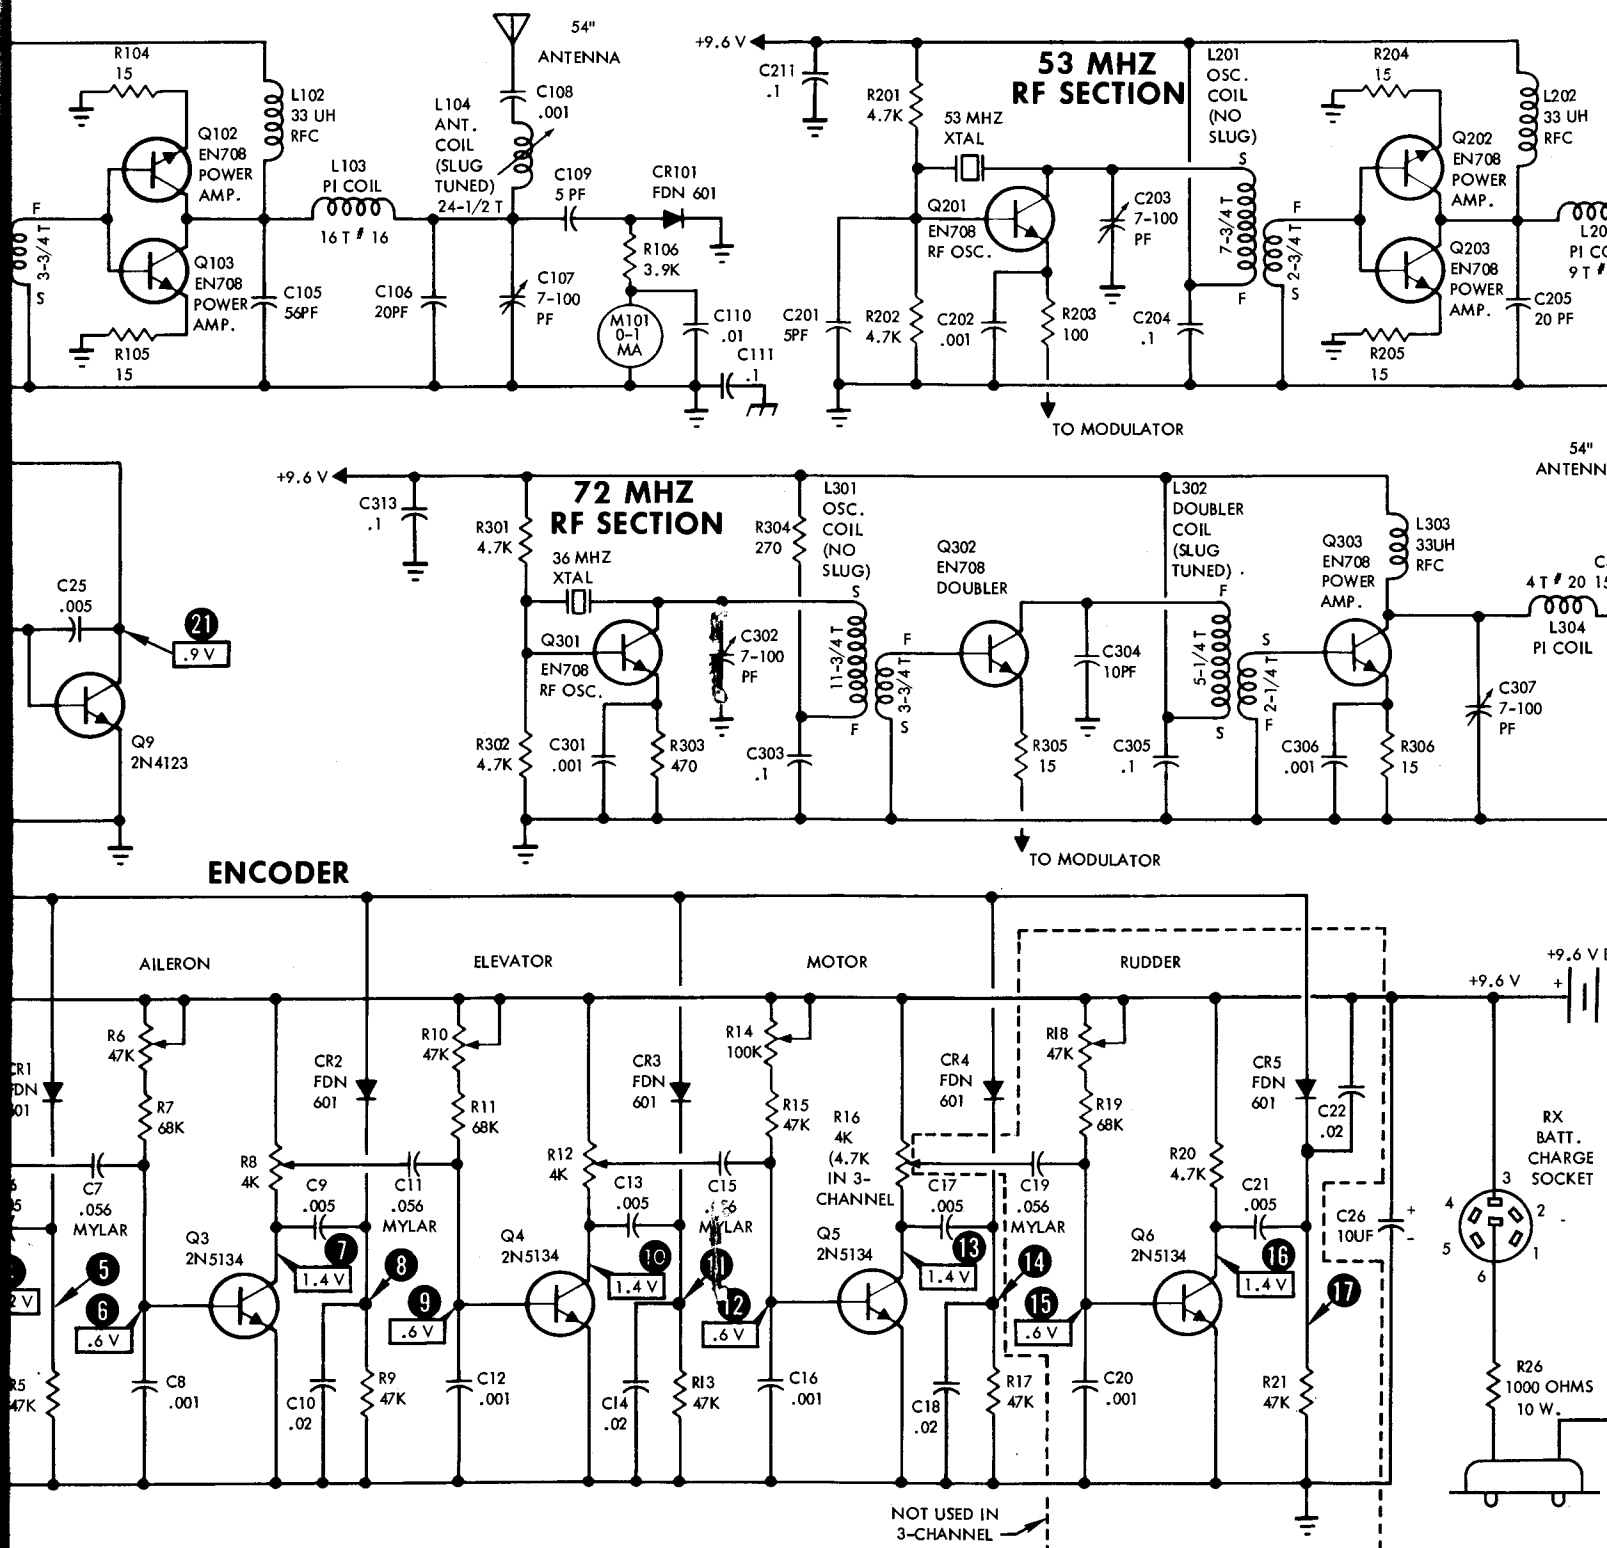 54"
ANTENNA
R104
15
Q102
EN708
POWER
AMP.
L102
33 UH
RFC
L103
PI COIL
16 T # 16
L104
ANT.
COIL
(SLUG
TUNED)
24-1/2 T
C108
.001
C109
5 PF
CR101
FDN 601
F
3-3/4 T
S
Q103
EN708
POWER
AMP.
R105
15
C105
56PF
C106
20PF
C107
7-100
PF
R106
3.9K
M101
0-1
MA
C110
.01
C111
.1
+9.6 V
C211
.1
53 MHZ
RF SECTION
R201
4.7K
53 MHZ
XTAL
Q201
EN708
RF OSC.
L201
OSC.
COIL
(NO
SLUG)
S
7-3/4 T
F
F
2-3/4 T
S
C203
7-100
PF
C201
5PF
R202
4.7K
C202
.001
R203
100
C204
.1
TO MODULATOR
R204
15
Q202
EN708
POWER
AMP.
L202
33 UH
RFC
Q203
EN708
POWER
AMP.
R205
15
C205
20 PF
PI CO
9 T #
54"
ANTENN
+9.6 V
C313
.1
72 MHZ
RF SECTION
R301
4.7K
36 MHZ
XTAL
Q301
EN708
RF OSC.
R302
4.7K
C301
.001
R303
470
C302
7-100
PF
R304
270
L301
OSC.
COIL
(NO
SLUG)
S
11-3/4 T
F
F
3-3/4 T
S
C303
.1
Q302
EN708
DOUBLER
R305
15
TO MODULATOR
C304
10PF
L302
DOUBLER
COIL
(SLUG
TUNED)
F
5-1/4 T
S
S
2-1/4 T
F
C305
.1
Q303
EN708
POWER
AMP.
L303
33UH
RFC
4 T # 20
L304
PI COIL
C306
.001
R306
15
C307
7-100
PF
C25
.005
21
.9 V
Q9
2N4123
ENCODER
AILERON
ELEVATOR
MOTOR
RUDDER
+9.6 V
+9.6 V
+
CR1
FDN
601
R6
47K
R7
68K
C7
.056
MYLAR
R8
4K
C9
.005
CR2
FDN
601
R10
47K
R11
68K
C11
.056
MYLAR
R12
4K
C13
.005
CR3
FDN
601
R14
100K
R15
47K
C15
MYLAR
R16
4K
(4.7K
IN 3-
CHANNEL)
C17
.005
CR4
FDN
601
R18
47K
R19
68K
C19
.056
MYLAR
R20
4.7K
C21
.005
CR5
FDN
601
C22
.02
C26
10UF
+
-
RX
BATT.
CHARGE
SOCKET
3
4
2
5
1
6
5
6
.6 V
Q3
2N5134
7
1.4 V
8
9
.6 V
Q4
2N5134
10
1.4 V
11
12
.6 V
Q5
2N5134
13
1.4 V
14
15
.6 V
Q6
2N5134
16
1.4 V
17
R5
47K
C8
.001
C10
.02
R9
47K
C12
.001
C14
.02
R13
47K
C16
.001
C18
.02
R17
47K
C20
.001
R21
47K
R26
1000 OHMS
10 W.
NOT USED IN
3-CHANNEL